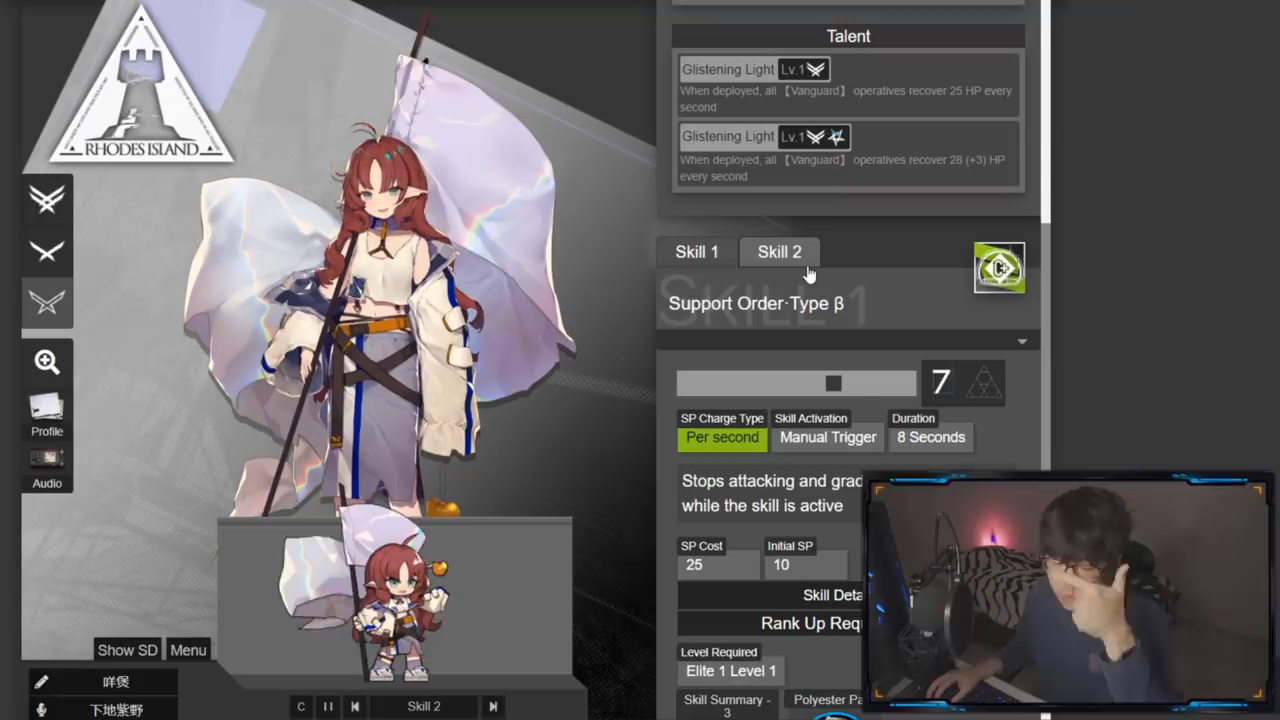 RHODES ISLAND
Profile
Audio
Show SD
Menu
咩煲
下地紫野
C
Skill 2
Talent
Glistening Light Lv.1
When deployed, all 【Vanguard】 operatives recover 25 HP every
second
Glistening Light Lv.1
When deployed, all 【Vanguard】 operatives recover 28 (+3) HP
every second
Skill 1
Skill 2
SKILL 1
Support Order·Type β
7
SP Charge Type
Skill Activation
Duration
Per second
Manual Trigger
8 Seconds
Stops attacking and
while the skill is active
SP Cost
Initial SP
25
10
Skill
Rank Up
Level Required
Elite 1 Level 1
Skill Summary -
3
Polyester